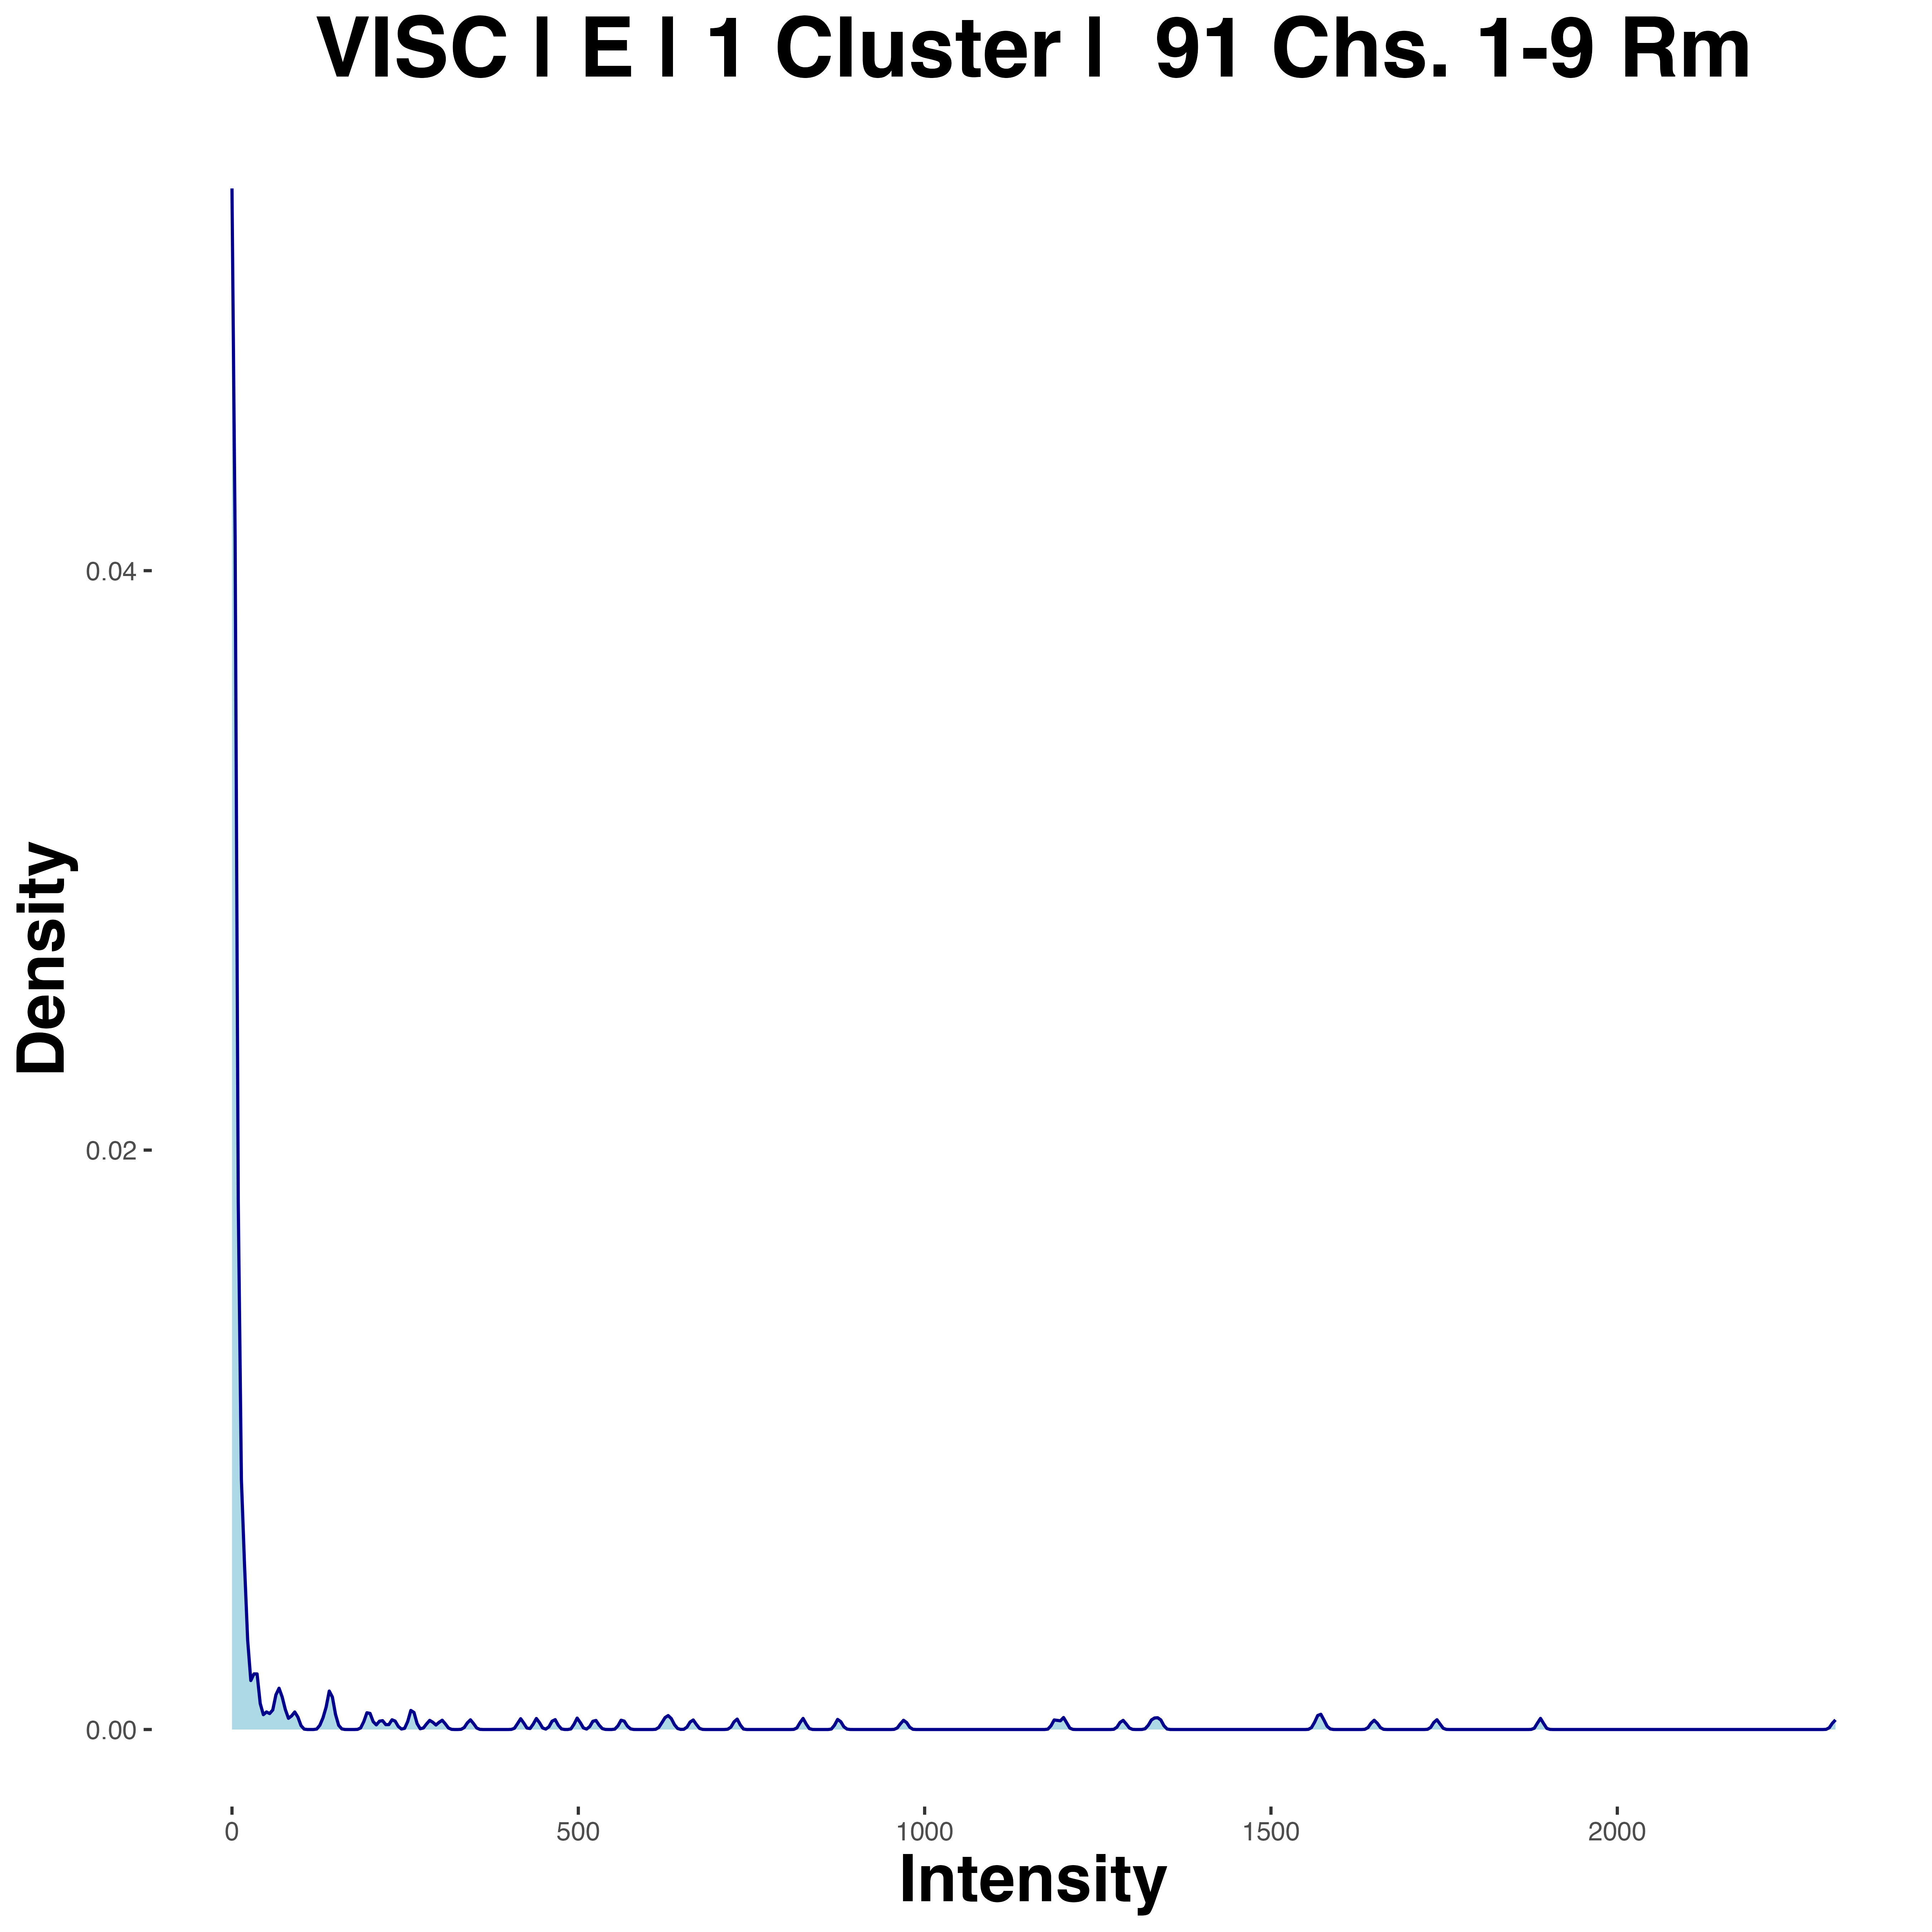 VISC | E | 1 Cluster | 91 Chs. 1-9 Rm
Density
0.04
0.02
0.00
0 500 1000 1500 2000
Intensity